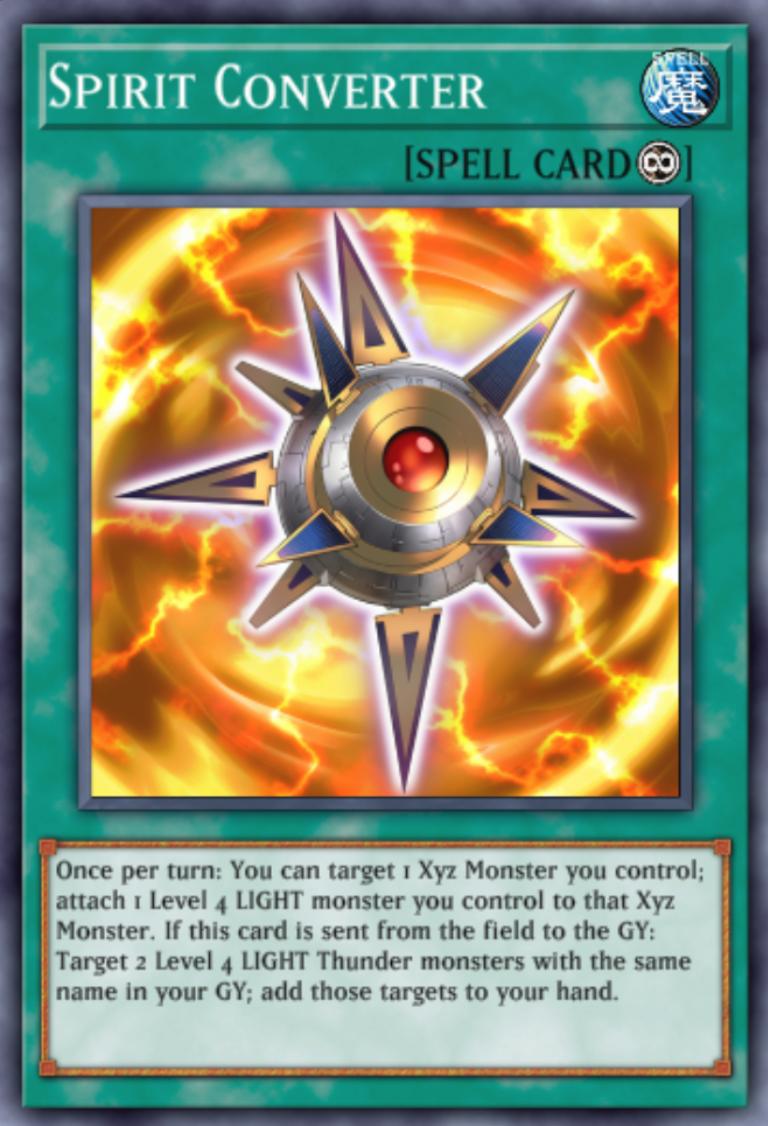 Spirit Converter
SPELL
魔
[SPELL CARD∞]
Once per turn: You can target 1 Xyz Monster you control;
attach 1 Level 4 LIGHT monster you control to that Xyz
Monster. If this card is sent from the field to the GY:
Target 2 Level 4 LIGHT Thunder monsters with the same
name in your GY; add those targets to your hand.